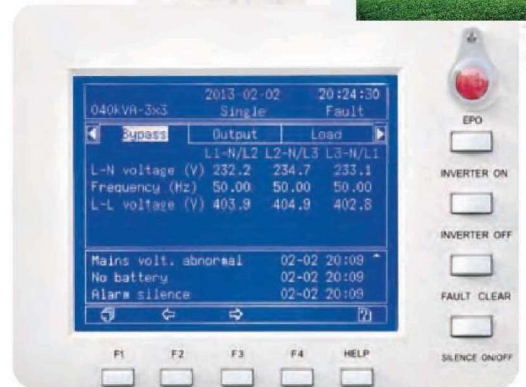 2013-02-02 20:24:30
040kVA-3x3 Single Fault
Bypass Output Load
L1-N/L2 L2-N/L3 L3-N/L1
L-N voltage (V) 232.2 234.7 233.1
Frequency (Hz) 50.00 50.00 50.00
L-L voltage (V) 403.9 404.9 402.8
Mains volt. abnormal 02-02 20:09
No battery 02-02 20:09
Alarm silence 02-02 20:09
F1 F2 F3 F4 HELP
EPO
INVERTER ON
INVERTER OFF
FAULT CLEAR
SILENCE ON/OFF